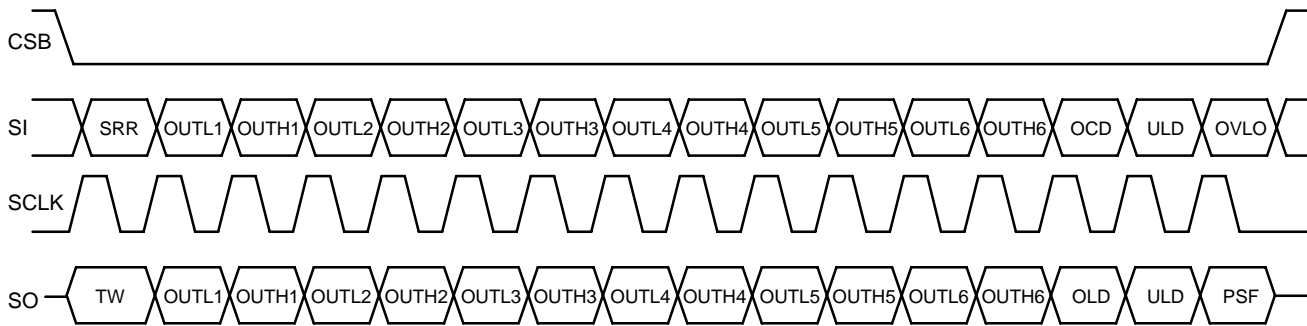 CSB
SI SRR OUTL1 OUTH1 OUTL2 OUTH2 OUTL3 OUTH3 OUTL4 OUTH4 OUTL5 OUTH5 OUTL6 OUTH6 OCD ULD OVLO
SCLK
SO TW OUTL1 OUTH1 OUTL2 OUTH2 OUTL3 OUTH3 OUTL4 OUTH4 OUTL5 OUTH5 OUTL6 OUTH6 OLD ULD PSF